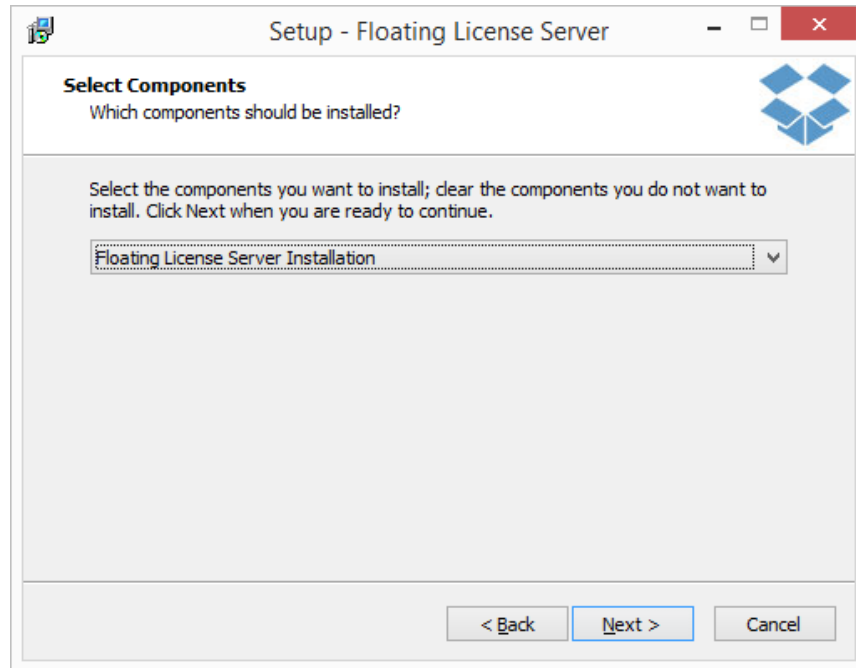 Setup - Floating License Server
Select Components
Which components should be installed?
Select the components you want to install; clear the components you do not want to
install. Click Next when you are ready to continue.
Floating License Server Installation
< Back
Next >
Cancel